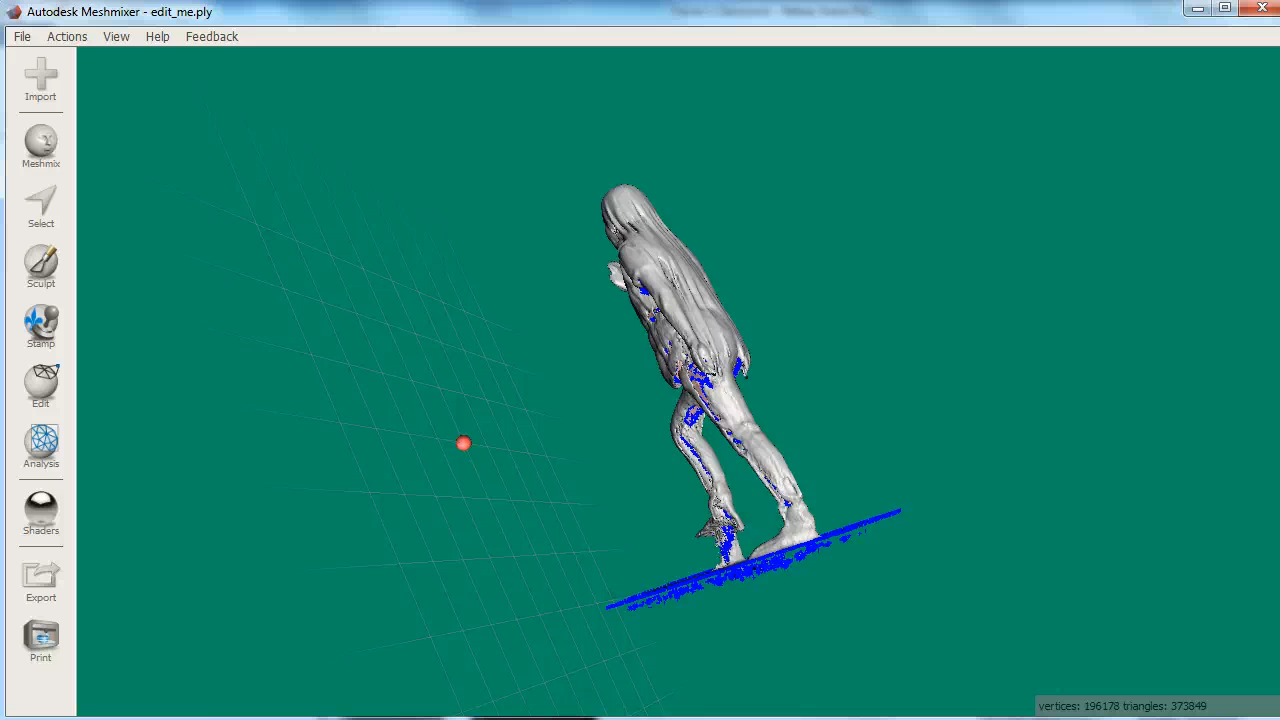 Autodesk Meshmixer - edit_me.ply
File Actions View Help Feedback
Import
Meshmix
Select
Sculpt
Stamp
Edit
Analysis
Shaders
Export
Print
vertices: 196178 triangles: 373849